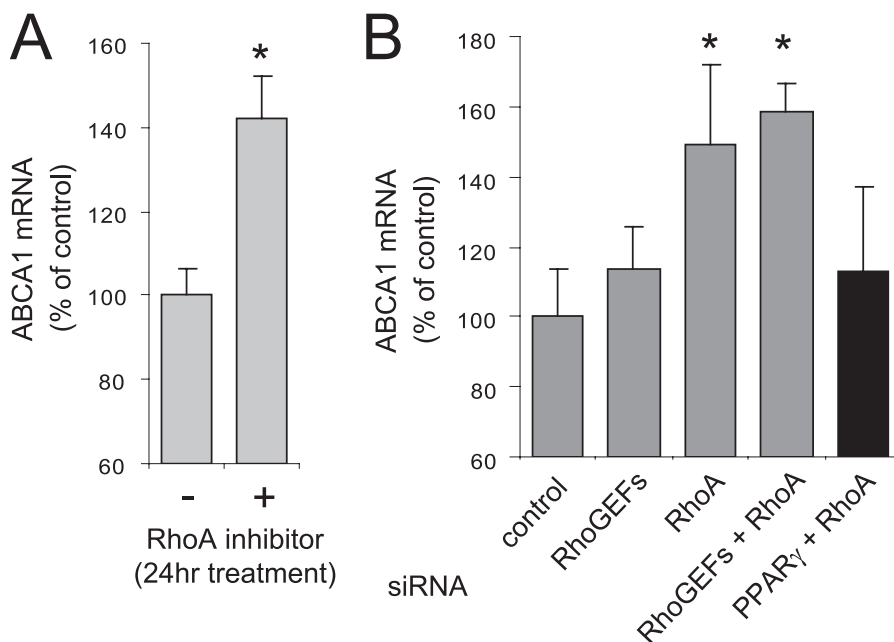 A
160
140
120
100
80
60
ABCA1 mRNA
(% of control)
*
-
+
RhoA inhibitor
(24hr treatment)
B
180
160
140
120
100
80
60
ABCA1 mRNA
(% of control)
*
*
control
RhoGEFs
RhoA
RhoGEFs + RhoA
PPARγ + RhoA
siRNA